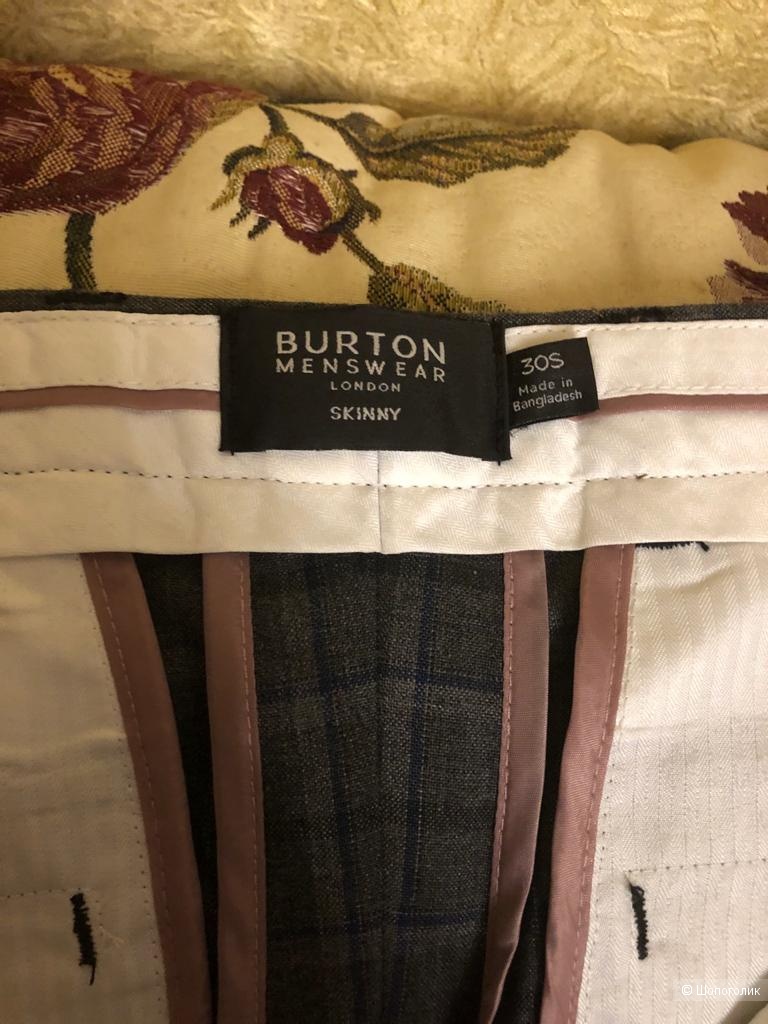 BURTON
MENSWEAR
LONDON
SKINNY
30S
Made in
Bangladesh
© Шопоголик